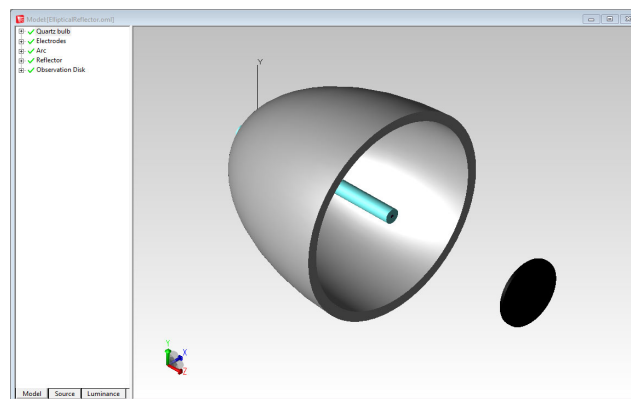 Model:[EllipticalReflector.oml]
Quartz bulb
Electrodes
Arc
Reflector
Observation Disk
Y
Y
X
Z
Model Source Luminance